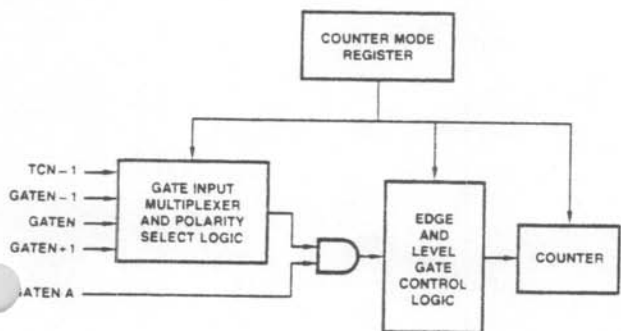 COUNTER MODE
REGISTER
TCN-1
GATEN-1
GATEN
GATEN+1
GATE INPUT
MULTIPLEXER
AND POLARITY
SELECT LOGIC
EDGE
AND
LEVEL
GATE
CONTROL
LOGIC
COUNTER
ATEN A